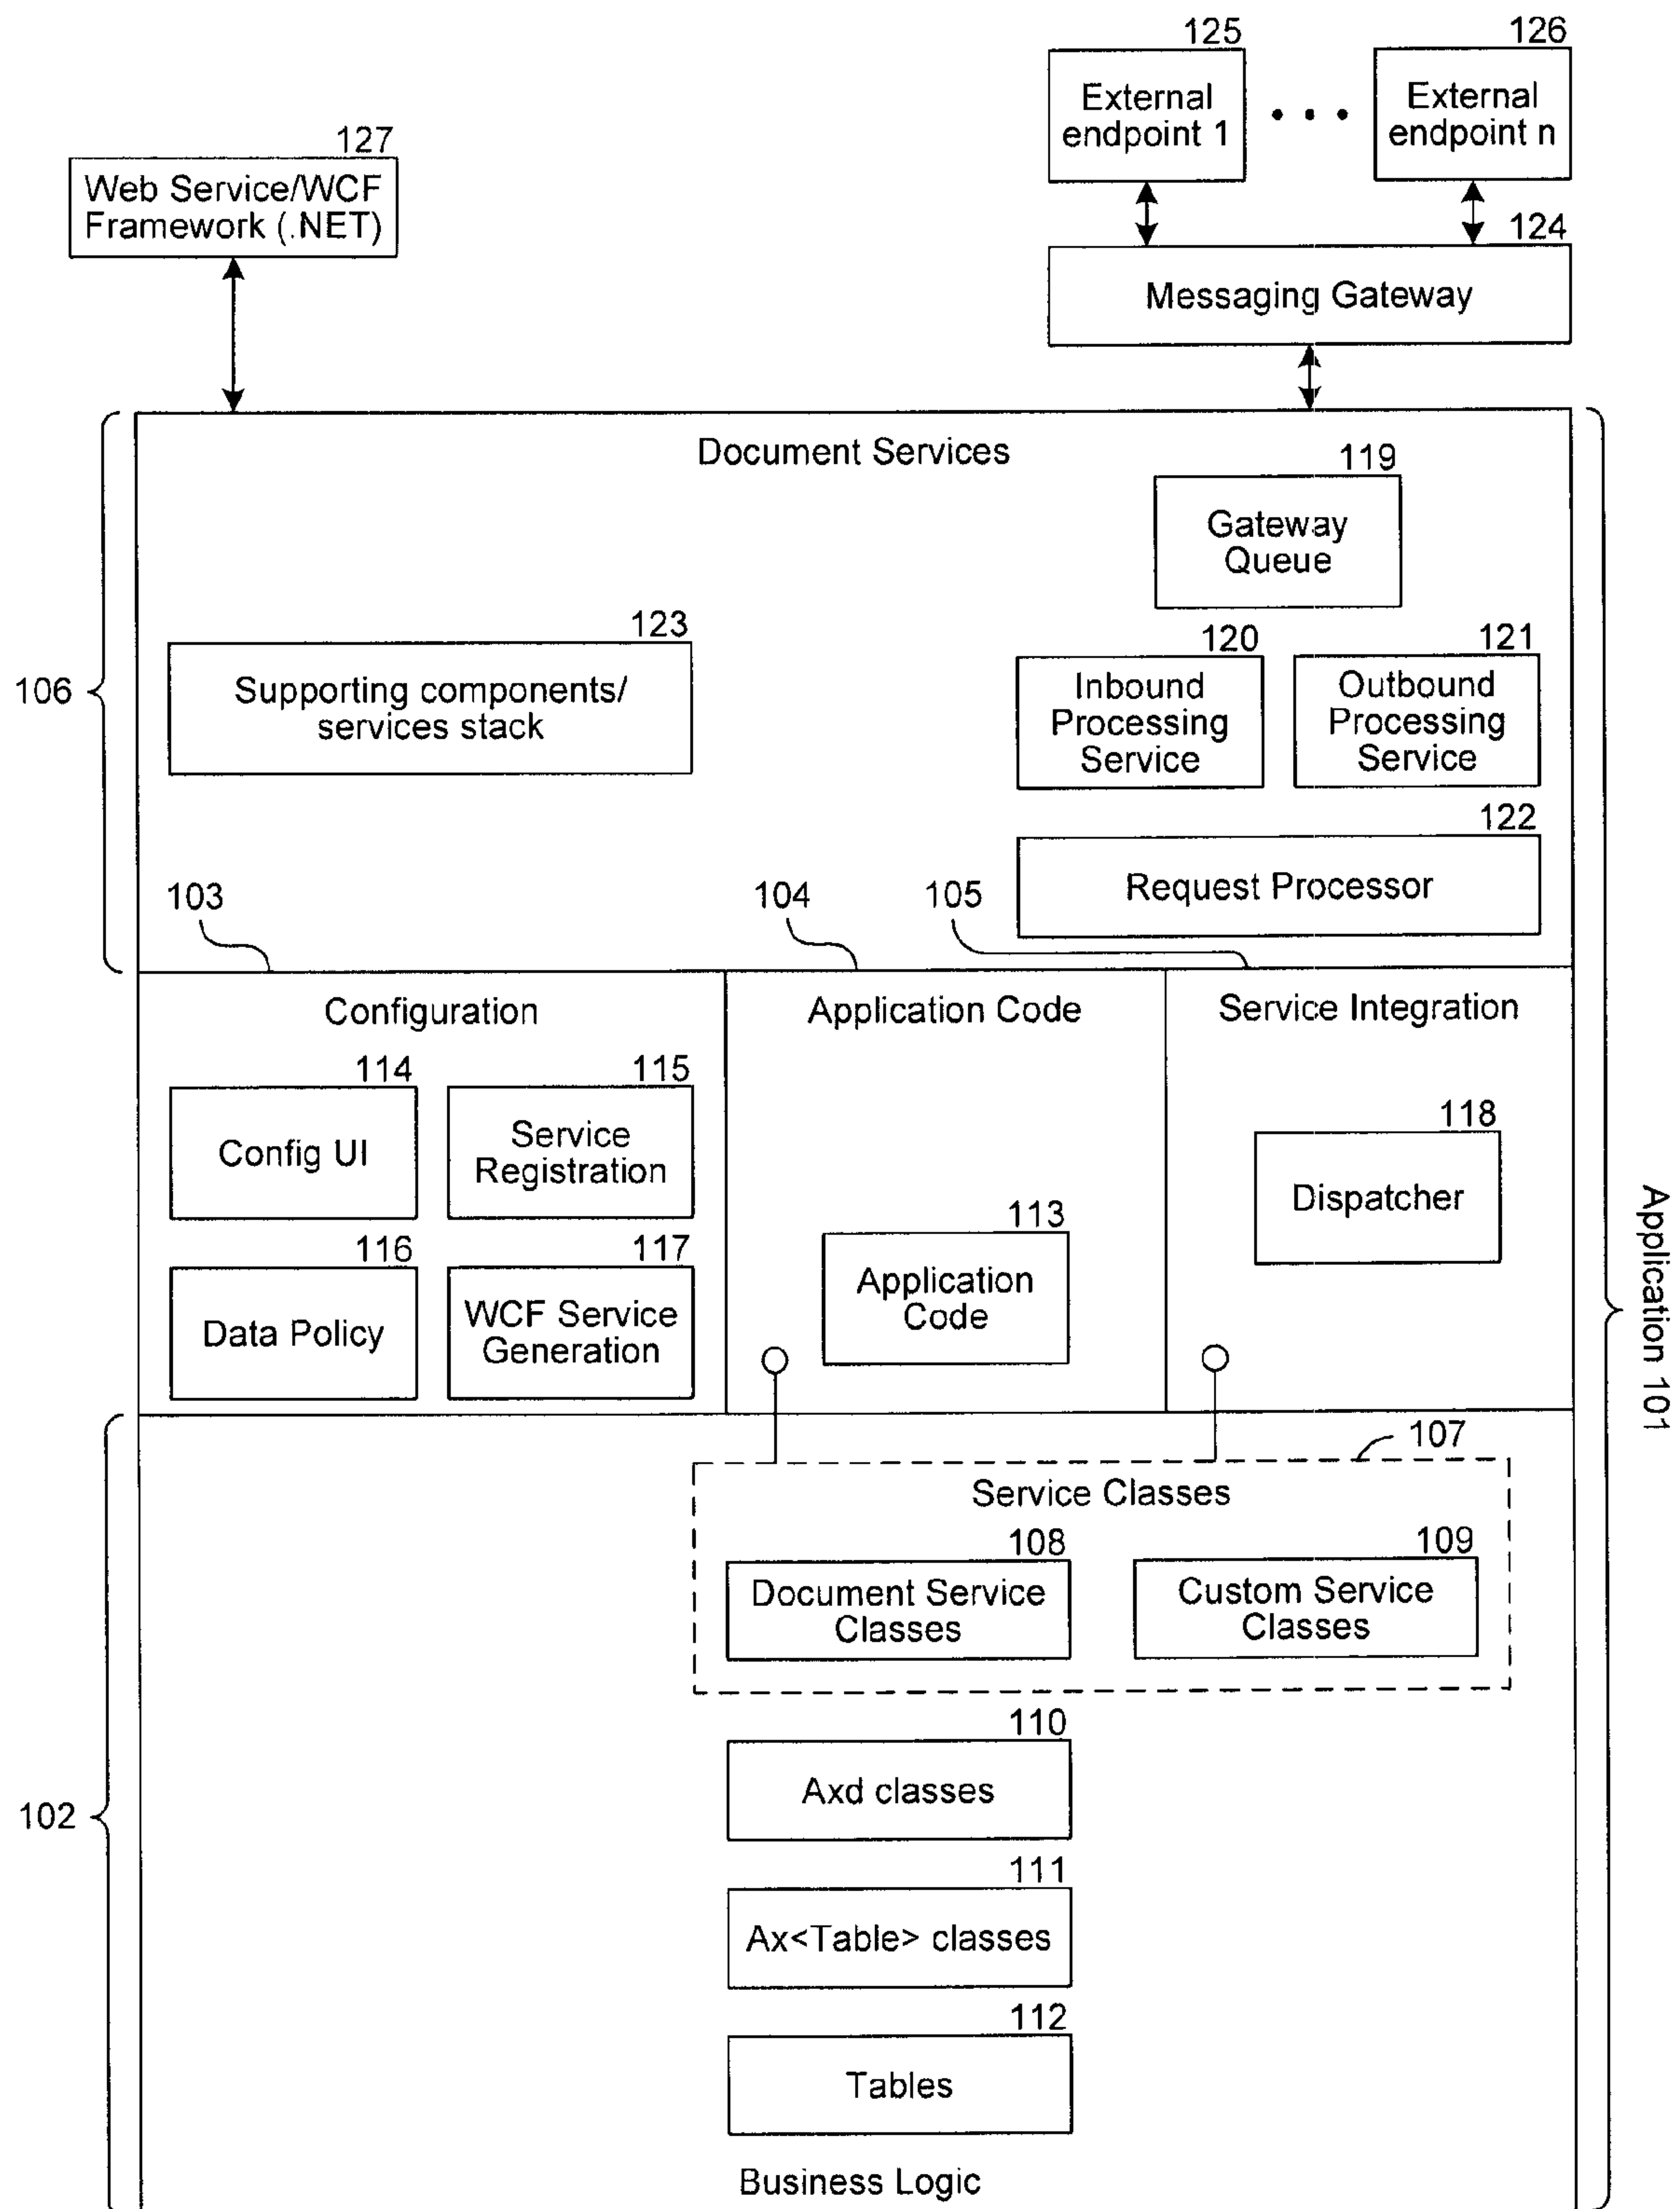 125
126
External
endpoint 1
External
endpoint n
127
Web Service/WCF
Framework (.NET)
124
Messaging Gateway
Document Services
119
Gateway
Queue
123
Supporting components/
services stack
120
121
Inbound
Processing
Service
Outbound
Processing
Service
106
122
Request Processor
103
104
105
Configuration
Application Code
Service Integration
114
115
Config UI
Service
Registration
118
Dispatcher
116
117
Data Policy
WCF Service
Generation
113
Application
Code
Application 101
107
Service Classes
108
109
Document Service
Classes
Custom Service
Classes
110
Axd classes
102
111
Ax<Table> classes
112
Tables
Business Logic